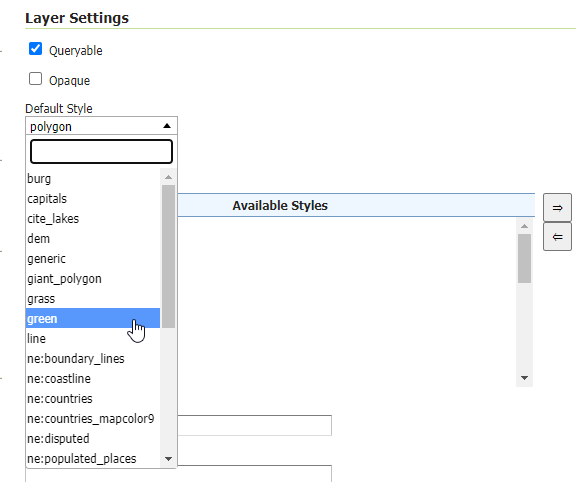 Layer Settings
Queryable
Opaque
Default Style
polygon
burg
capitals
cite_lakes
dem
generic
giant_polygon
grass
green
line
ne:boundary_lines
ne:coastline
ne:countries
ne:countries_mapcolor9
ne:disputed
ne:populated_places
Available Styles
⇒
⇐